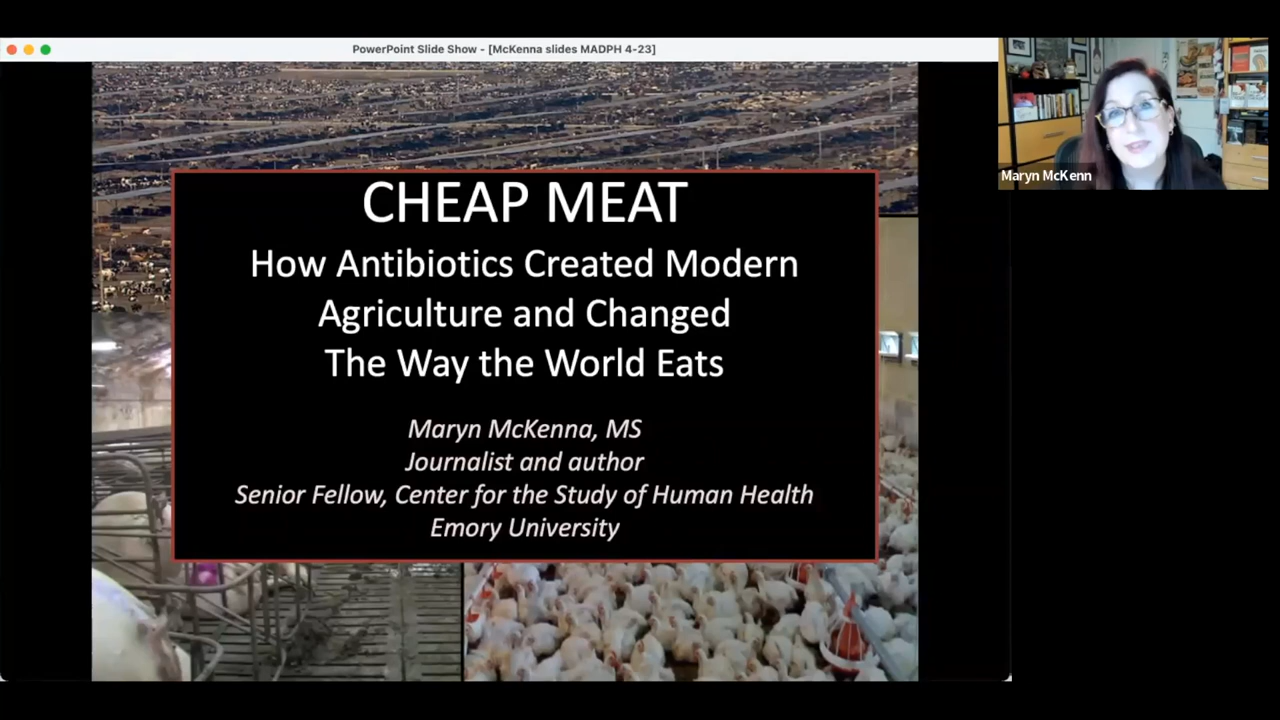 PowerPoint Slide Show - [McKenna slides MADPH 4-23]
CHEAP MEAT
How Antibiotics Created Modern
Agriculture and Changed
The Way the World Eats
Maryn McKenna, MS
Journalist and author
Senior Fellow, Center for the Study of Human Health
Emory University
Maryn McKenn